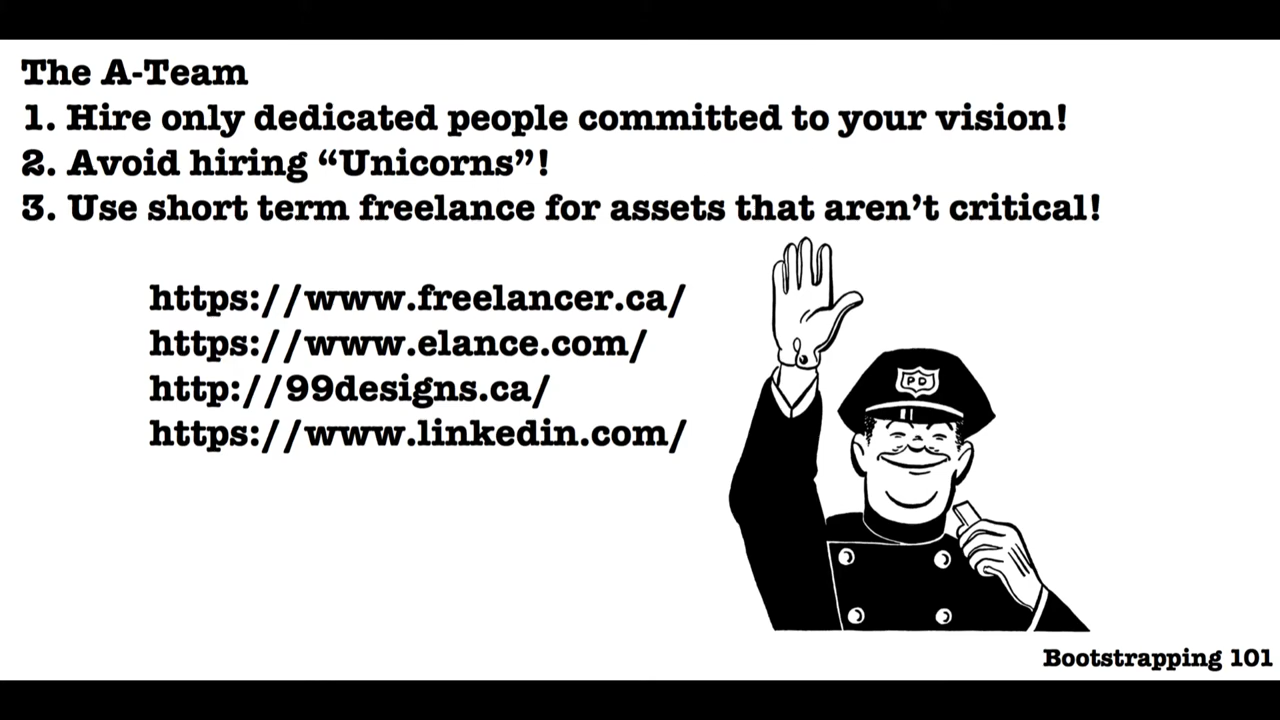 The A-Team
1. Hire only dedicated people committed to your vision!
2. Avoid hiring “Unicorns”!
3. Use short term freelance for assets that aren’t critical!
https://www.freelancer.ca/
https://www.elance.com/
http://99designs.ca/
https://www.linkedin.com/
PD
Bootstrapping 101